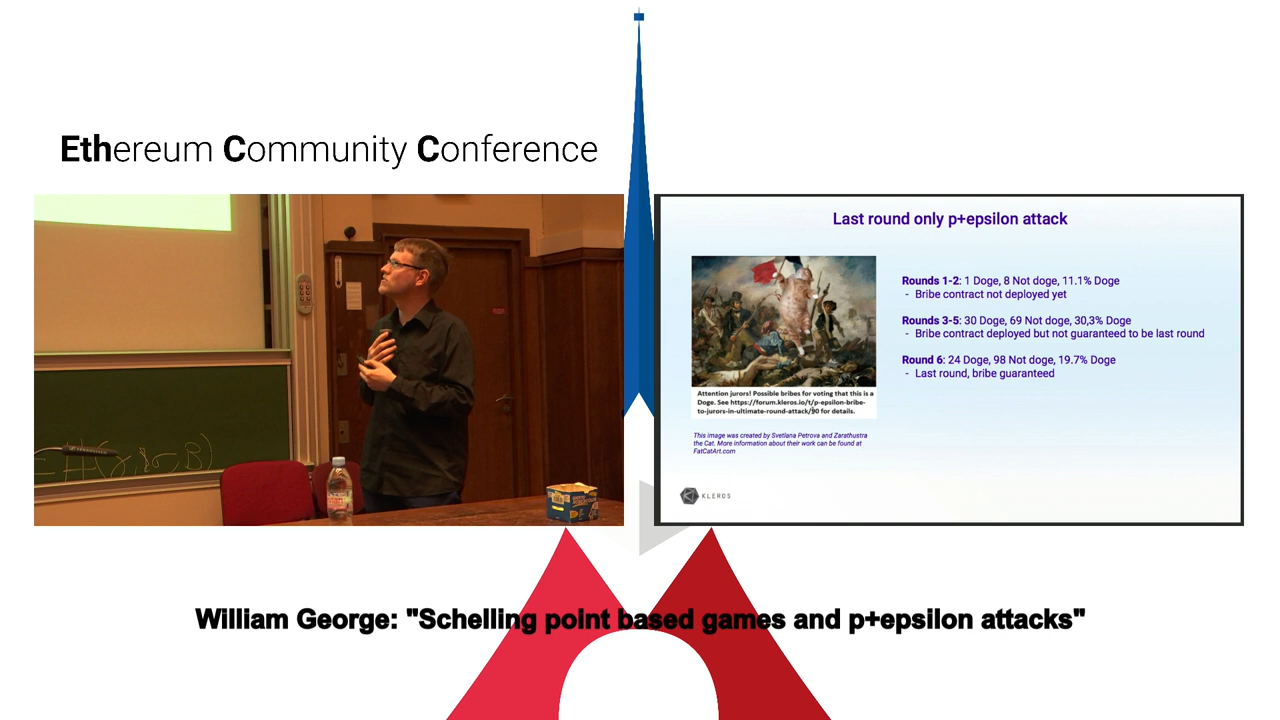 Ethereum Community Conference
Last round only p+epsilon attack
Rounds 1-2: 1 Doge, 8 Not doge, 11.1% Doge
- Bribe contract not deployed yet
Rounds 3-5: 30 Doge, 69 Not doge, 30,3% Doge
- Bribe contract deployed but not guaranteed to be last round
Round 6: 24 Doge, 98 Not doge, 19.7% Doge
- Last round, bribe guaranteed
Attention jurors! Possible bribes for voting that this is a
Doge. See https://forum.kleros.io/t/p-epsilon-bribe-
to-jurors-in-ultimate-round-attack/90 for details.
This image was created by Svetlana Petrova and Zarathustra
the Cat. More information about their work can be found at
FatCatArt.com
KLEROS
William George: "Schelling point based games and p+epsilon attacks"